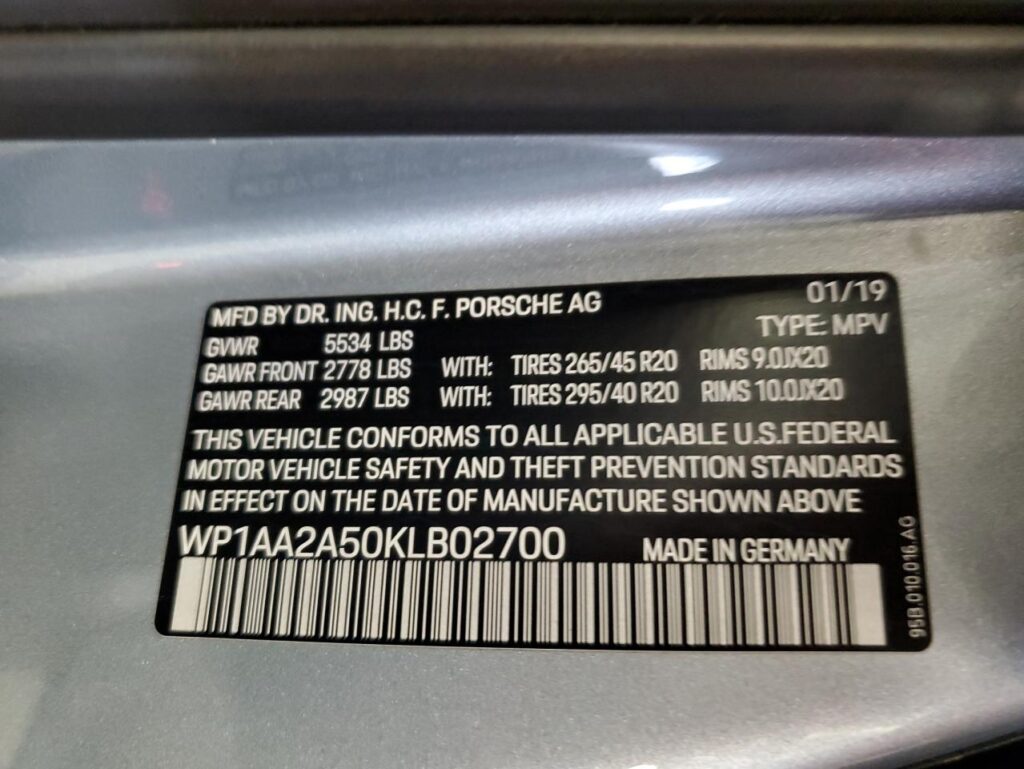 MFD BY DR. ING. H.C. F. PORSCHE AG 01/19
TYPE: MPV
GVWR 5534 LBS
GAWR FRONT 2778 LBS WITH: TIRES 265/45 R20 RIMS 9.0JX20
GAWR REAR 2987 LBS WITH: TIRES 295/40 R20 RIMS 10.0JX20
THIS VEHICLE CONFORMS TO ALL APPLICABLE U.S.FEDERAL
MOTOR VEHICLE SAFETY AND THEFT PREVENTION STANDARDS
IN EFFECT ON THE DATE OF MANUFACTURE SHOWN ABOVE
WP1AA2A50KLB02700 MADE IN GERMANY
95B.010.016.AG